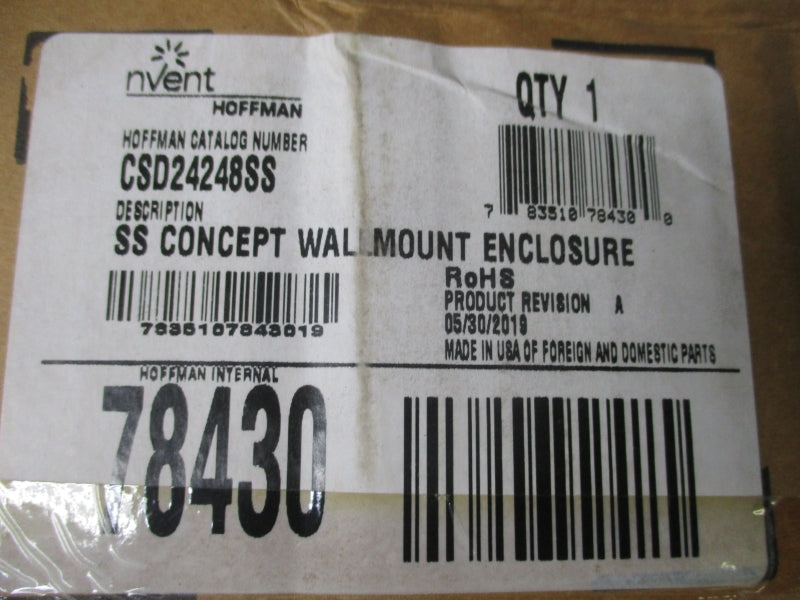 nVent
HOFFMAN
QTY 1
HOFFMAN CATALOG NUMBER
CSD24248SS
7 83510 78430 0
DESCRIPTION
SS CONCEPT WALLMOUNT ENCLOSURE
RoHS
PRODUCT REVISION A
7835107843019
05/30/2019
MADE IN USA OF FOREIGN AND DOMESTIC PARTS
HOFFMAN INTERNAL
78430